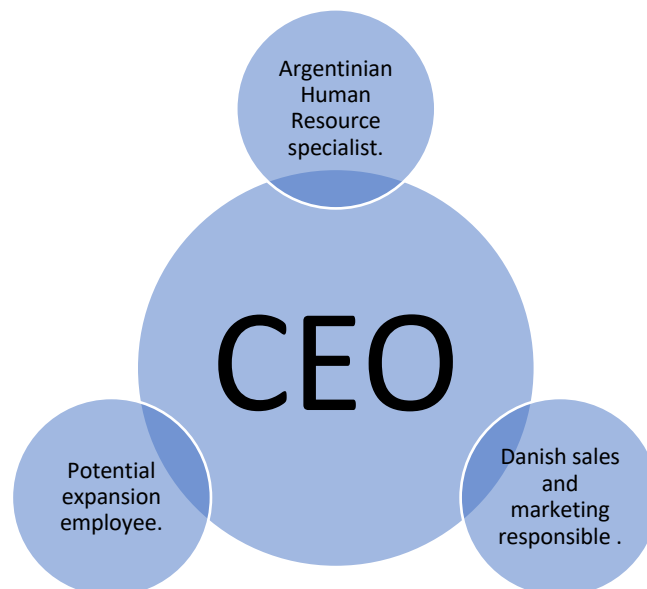 Argentinian
Human
Resource
specialist.
CEO
Potential
expansion
employee.
Danish sales
and
marketing
responsible .